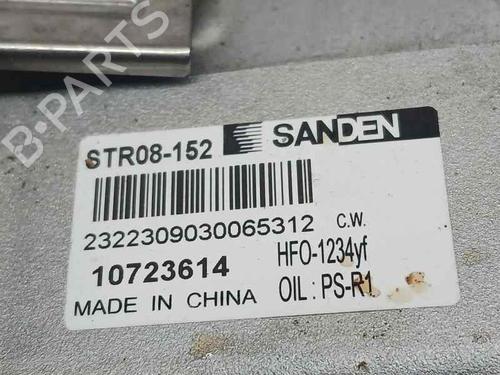 B-PARTS
STR08-152 SANDEN
2322309030065312 C.W.
10723614 HFO-1234yf
MADE IN CHINA OIL : PS-R1